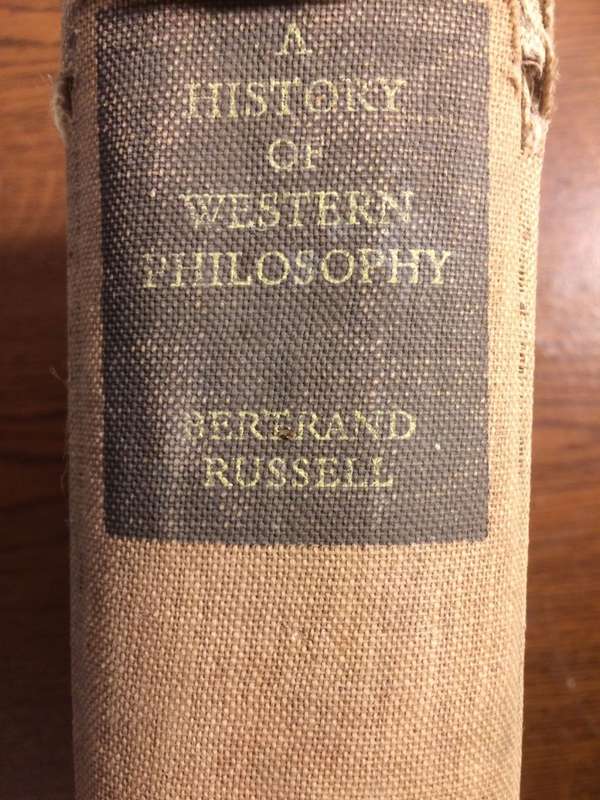 A
HISTORY
OF
WESTERN
PHILOSOPHY
BERTRAND
RUSSELL